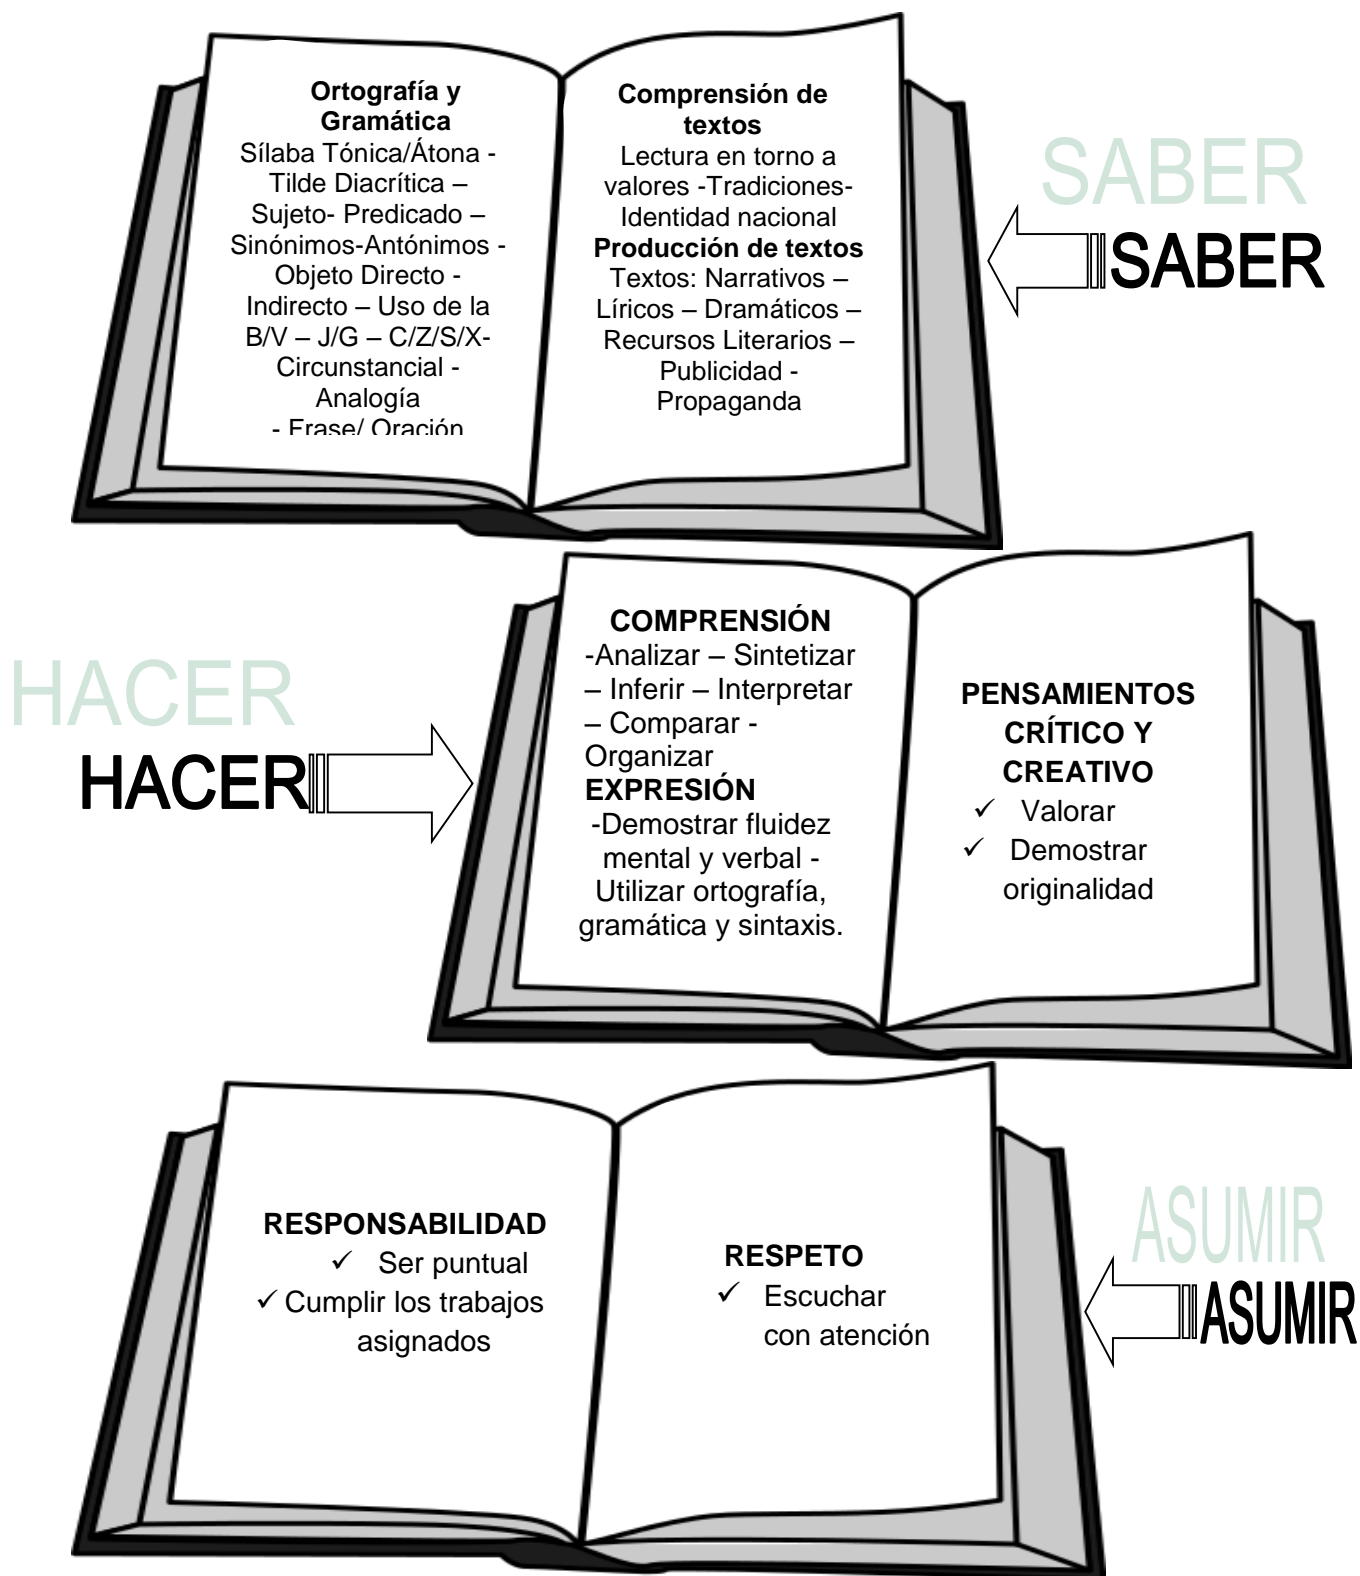 Ortografía y
Gramática
Sílaba Tónica/Átona -
Tilde Diacrítica –
Sujeto- Predicado –
Sinónimos-Antónimos -
Objeto Directo -
Indirecto – Uso de la
B/V – J/G – C/Z/S/X-
Circunstancial -
Analogía
- Frase/ Oración
Comprensión de
textos
Lectura en torno a
valores -Tradiciones-
Identidad nacional
Producción de textos
Textos: Narrativos –
Líricos – Dramáticos –
Recursos Literarios –
Publicidad -
Propaganda
SABER
SABER
HACER
HACER
COMPRENSIÓN
-Analizar – Sintetizar
– Inferir – Interpretar
– Comparar -
Organizar
EXPRESIÓN
-Demostrar fluidez
mental y verbal -
Utilizar ortografía,
gramática y sintaxis.
PENSAMIENTOS
CRÍTICO Y
CREATIVO
✓ Valorar
✓ Demostrar
originalidad
RESPONSABILIDAD
✓ Ser puntual
✓ Cumplir los trabajos
asignados
RESPETO
✓ Escuchar
con atención
ASUMIR
ASUMIR